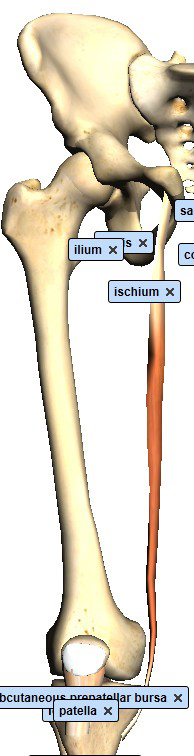 sa
s ×
ilium ×
co
ischium ×
bcutaneous prepatellar bursa ×
patella ×